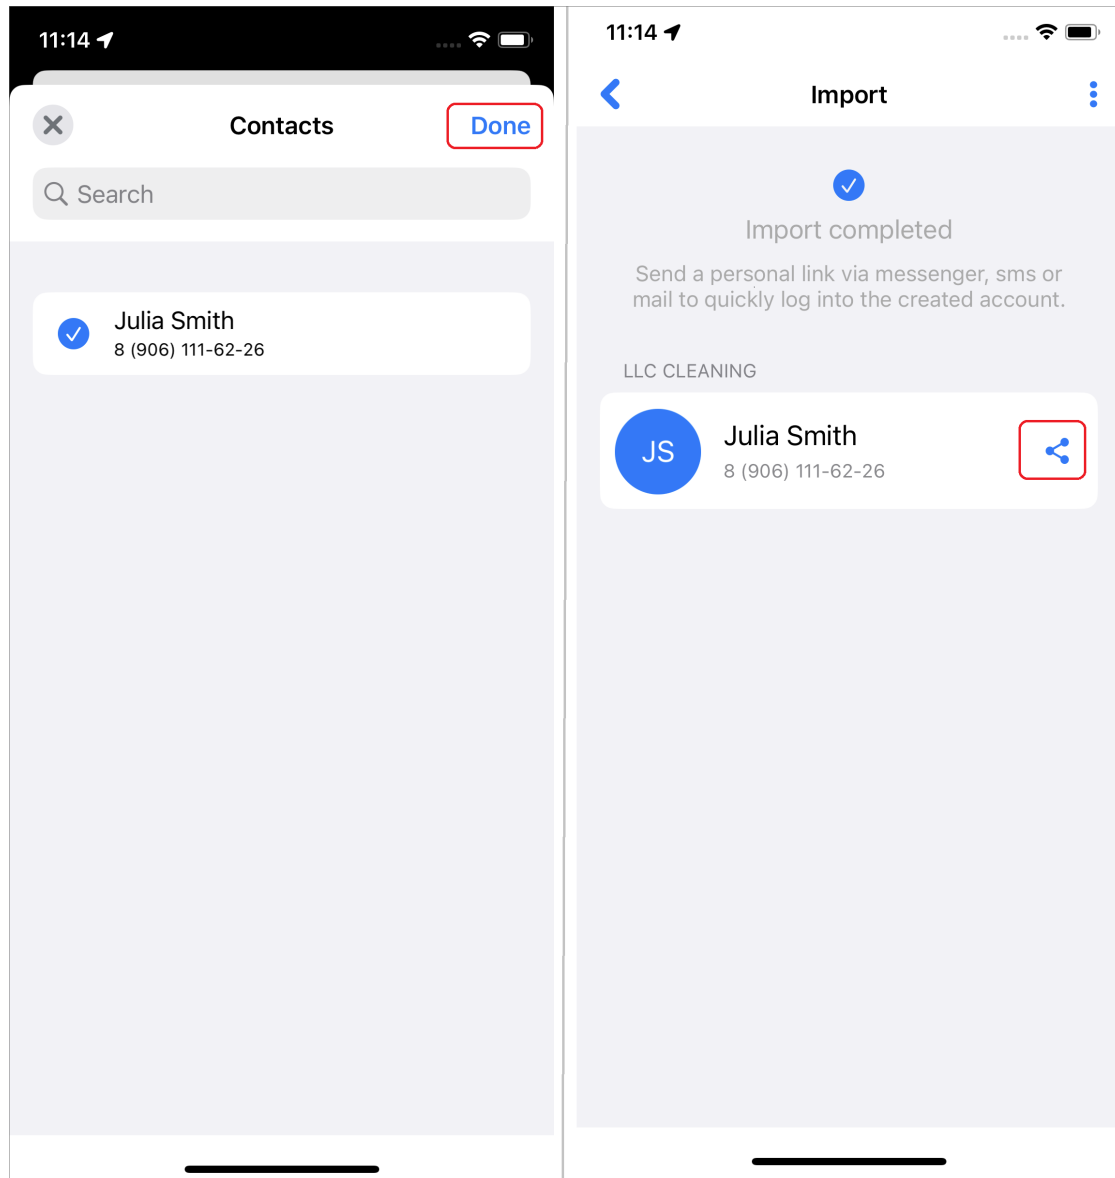 11:14
Contacts
Done
Search
Julia Smith
8 (906) 111-62-26
11:14
Import
Import completed
Send a personal link via messenger, sms or
mail to quickly log into the created account.
LLC CLEANING
JS
Julia Smith
8 (906) 111-62-26